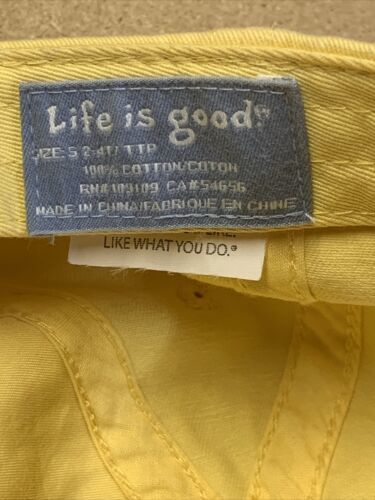 Life is good®
SIZE:S 2-4T/ TTP
100% COTTON/COTON
RN#109109 CA#54656
MADE IN CHINA/FABRIQUE EN CHINE
LIKE WHAT YOU DO.®